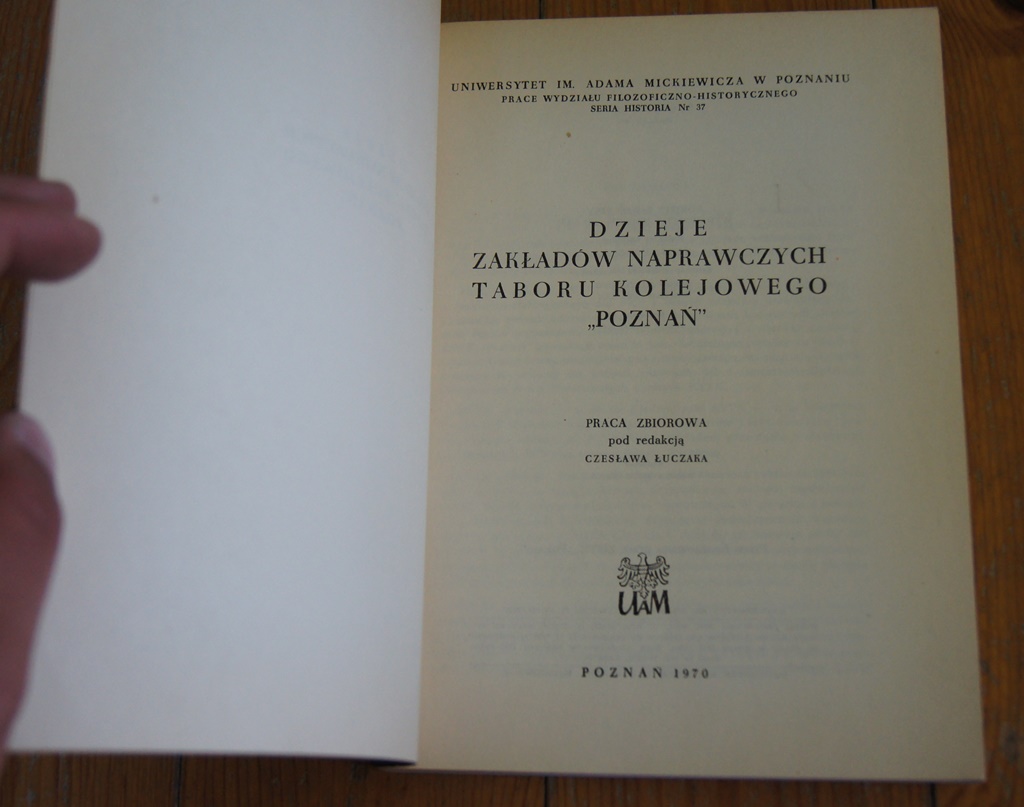 UNIWERSYTET IM. ADAMA MICKIEWICZA W POZNANIU
PRACE WYDZIAŁU FILOZOFICZNO-HISTORYCZNEGO
SERIA HISTORIA Nr 37
DZIEJE
ZAKŁADÓW NAPRAWCZYCH
TABORU KOLEJOWEGO
„POZNAŃ”
PRACA ZBIOROWA
pod redakcją
CZESŁAWA ŁUCZAKA
UAM
POZNAŃ 1970